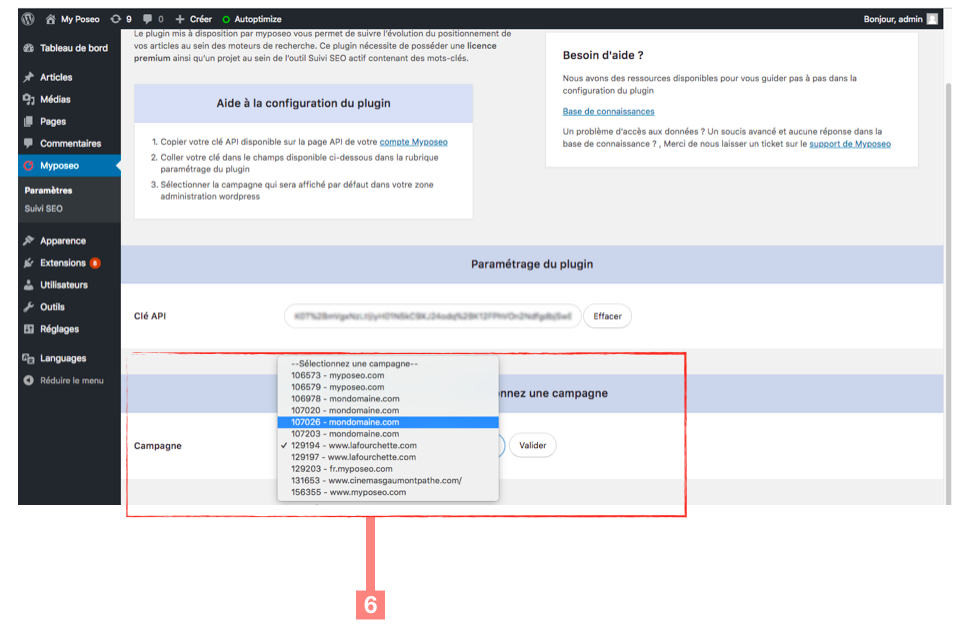 My Poseo 9 0 Créer Autoptimize Bonjour, admin
Tableau de bord
Articles
Médias
Pages
Commentaires
Myposeo
Paramètres
Suivi SEO
Apparence
Extensions 8
Utilisateurs
Outils
Réglages
Languages
Réduire le menu
Le plugin mis à disposition par myposeo vous permet de suivre l'évolution du positionnement de
vos articles au sein des moteurs de recherche. Ce plugin nécessite de posséder une licence
premium ainsi qu'un projet au sein de l'outil Suivi SEO actif contenant des mots-clés.
Aide à la configuration du plugin
1. Copier votre clé API disponible sur la page API de votre compte Myposeo
2. Coller votre clé dans le champs disponible ci-dessous dans la rubrique
paramétrage du plugin
3. Sélectionner la campagne qui sera affiché par défaut dans votre zone
administration wordpress
Besoin d'aide ?
Nous avons des ressources disponibles pour vous guider pas à pas dans la
configuration du plugin
Base de connaissances
Un problème d'accès aux données ? Un soucis avancé et aucune réponse dans la
base de connaissance ? , Merci de nous laisser un ticket sur le support de Myposeo
Paramétrage du plugin
Clé API Effacer
nnez une campagne
Campagne Valider
--Sélectionnez une campagne--
106573 - myposeo.com
106579 - myposeo.com
106978 - mondomaine.com
107020 - mondomaine.com
107026 - mondomaine.com
107203 - mondomaine.com
✓ 129194 - www.lafourchette.com
129197 - www.lafourchette.com
129203 - fr.myposeo.com
131653 - www.cinemasgaumontpathe.com/
156355 - www.myposeo.com
6